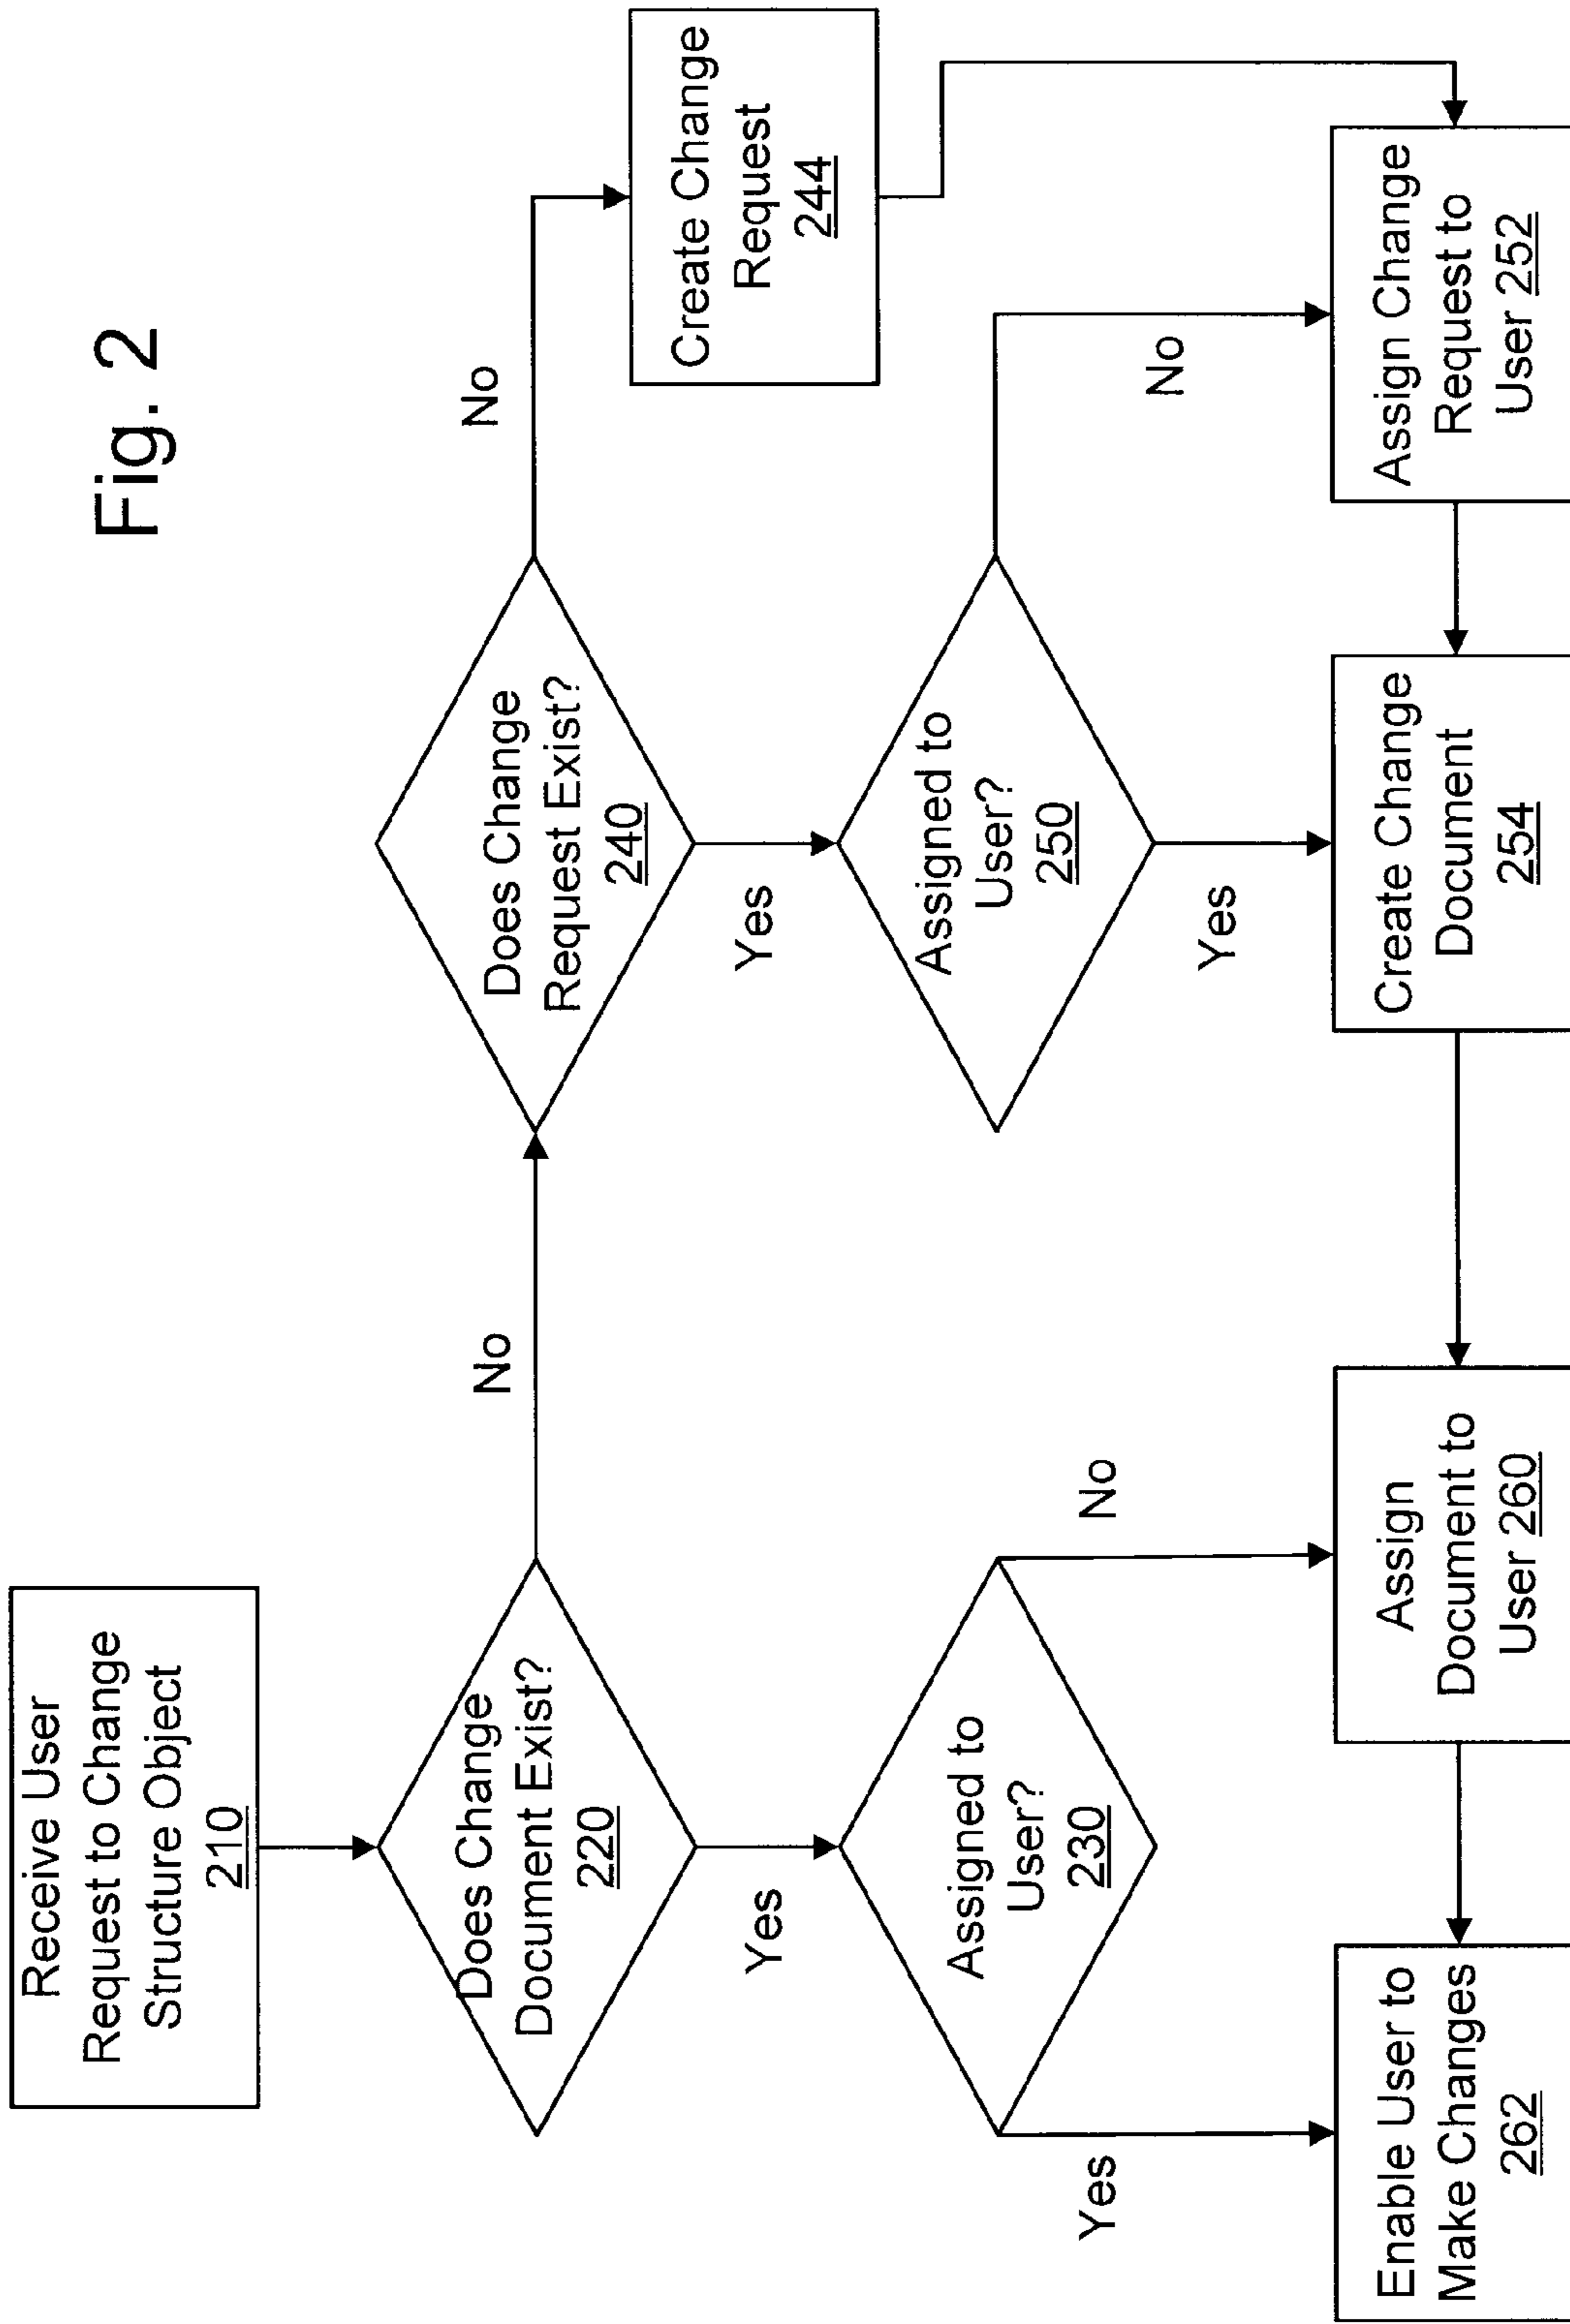 Fig. 2
Receive User
Request to Change
Structure Object
210
Does Change
Document Exist?
220
No
Does Change
Request Exist?
240
No
Create Change
Request
244
Yes
Assigned to
User?
230
Yes
No
Yes
Assigned to
User?
250
Yes
No
Enable User to
Make Changes
262
Assign
Document to
User 260
Create Change
Document
254
Assign Change
Request to
User 252